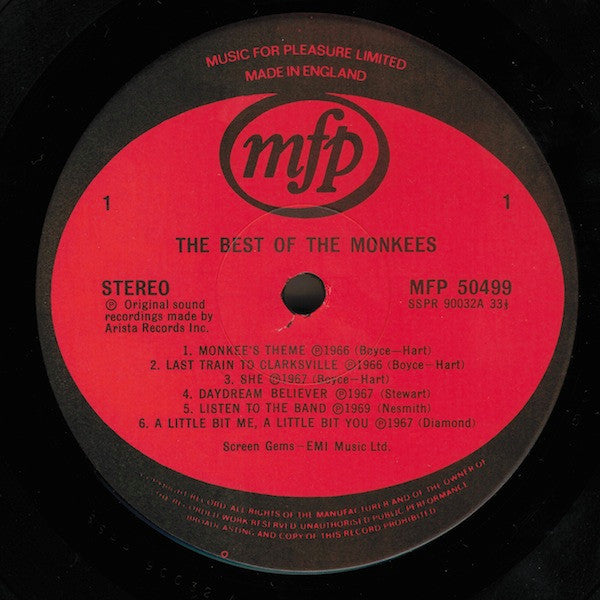 MUSIC FOR PLEASURE LIMITED
MADE IN ENGLAND
mfp
1
1
THE BEST OF THE MONKEES
STEREO
MFP 50499
℗ Original sound
recordings made by
Arista Records Inc.
SSPR 90032A 33⅓
1. MONKEE'S THEME ℗1966 (Boyce-Hart)
2. LAST TRAIN TO CLARKSVILLE ℗1966 (Boyce-Hart)
3. SHE ℗1967 (Boyce-Hart)
4. DAYDREAM BELIEVER ℗1967 (Stewart)
5. LISTEN TO THE BAND ℗1969 (Nesmith)
6. A LITTLE BIT ME, A LITTLE BIT YOU ℗1967 (Diamond)
Screen Gems-EMI Music Ltd.
RECORD. ALL RIGHTS OF THE MANUFACTURER AND OF THE OWNER OF
THE RECORDED WORK RESERVED. UNAUTHORISED PUBLIC PERFORMANCE
BROADCASTING AND COPY OF THIS RECORD PROHIBITED